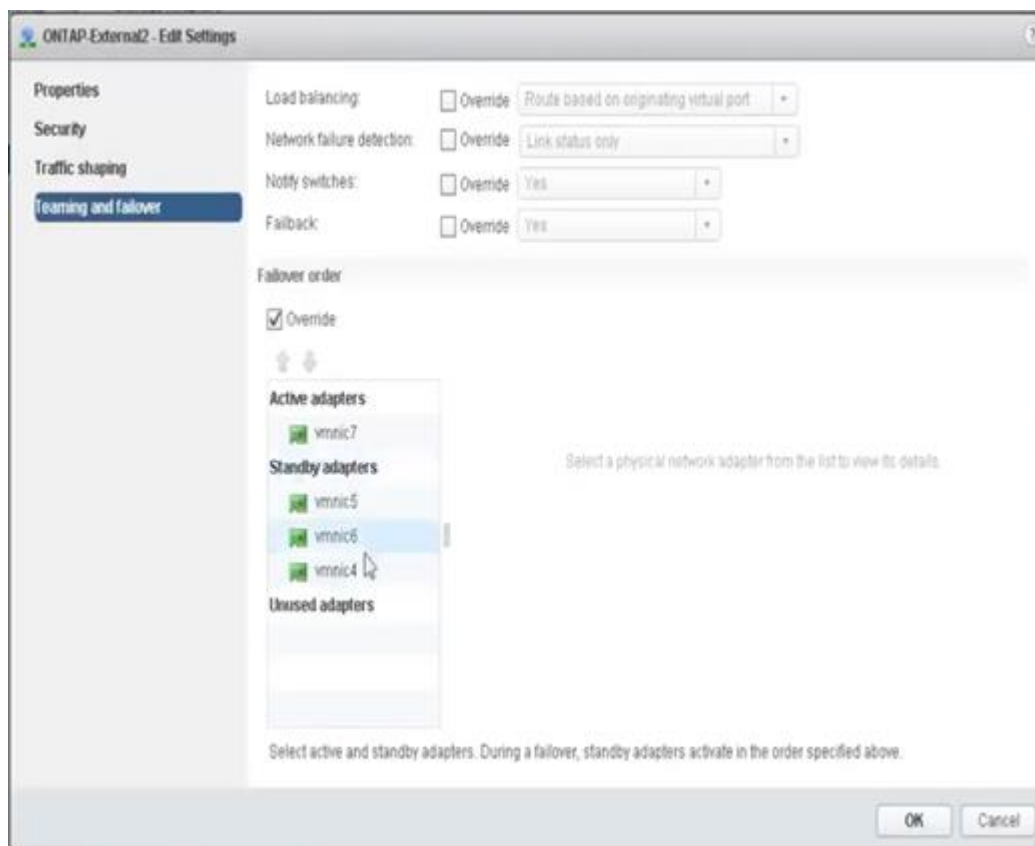 ONTAP-External2 - Edit Settings
Properties
Security
Traffic shaping
Teaming and failover
Load balancing: Override Route based on originating virtual port
Network failure detection: Override Link status only
Notify switches: Override Yes
Failback: Override Yes
Failover order
Override
Active adapters
vmnic7
Standby adapters
vmnic5
vmnic6
vmnic4
Unused adapters
Select a physical network adapter from the list to view its details.
Select active and standby adapters. During a failover, standby adapters activate in the order specified above.
OK Cancel